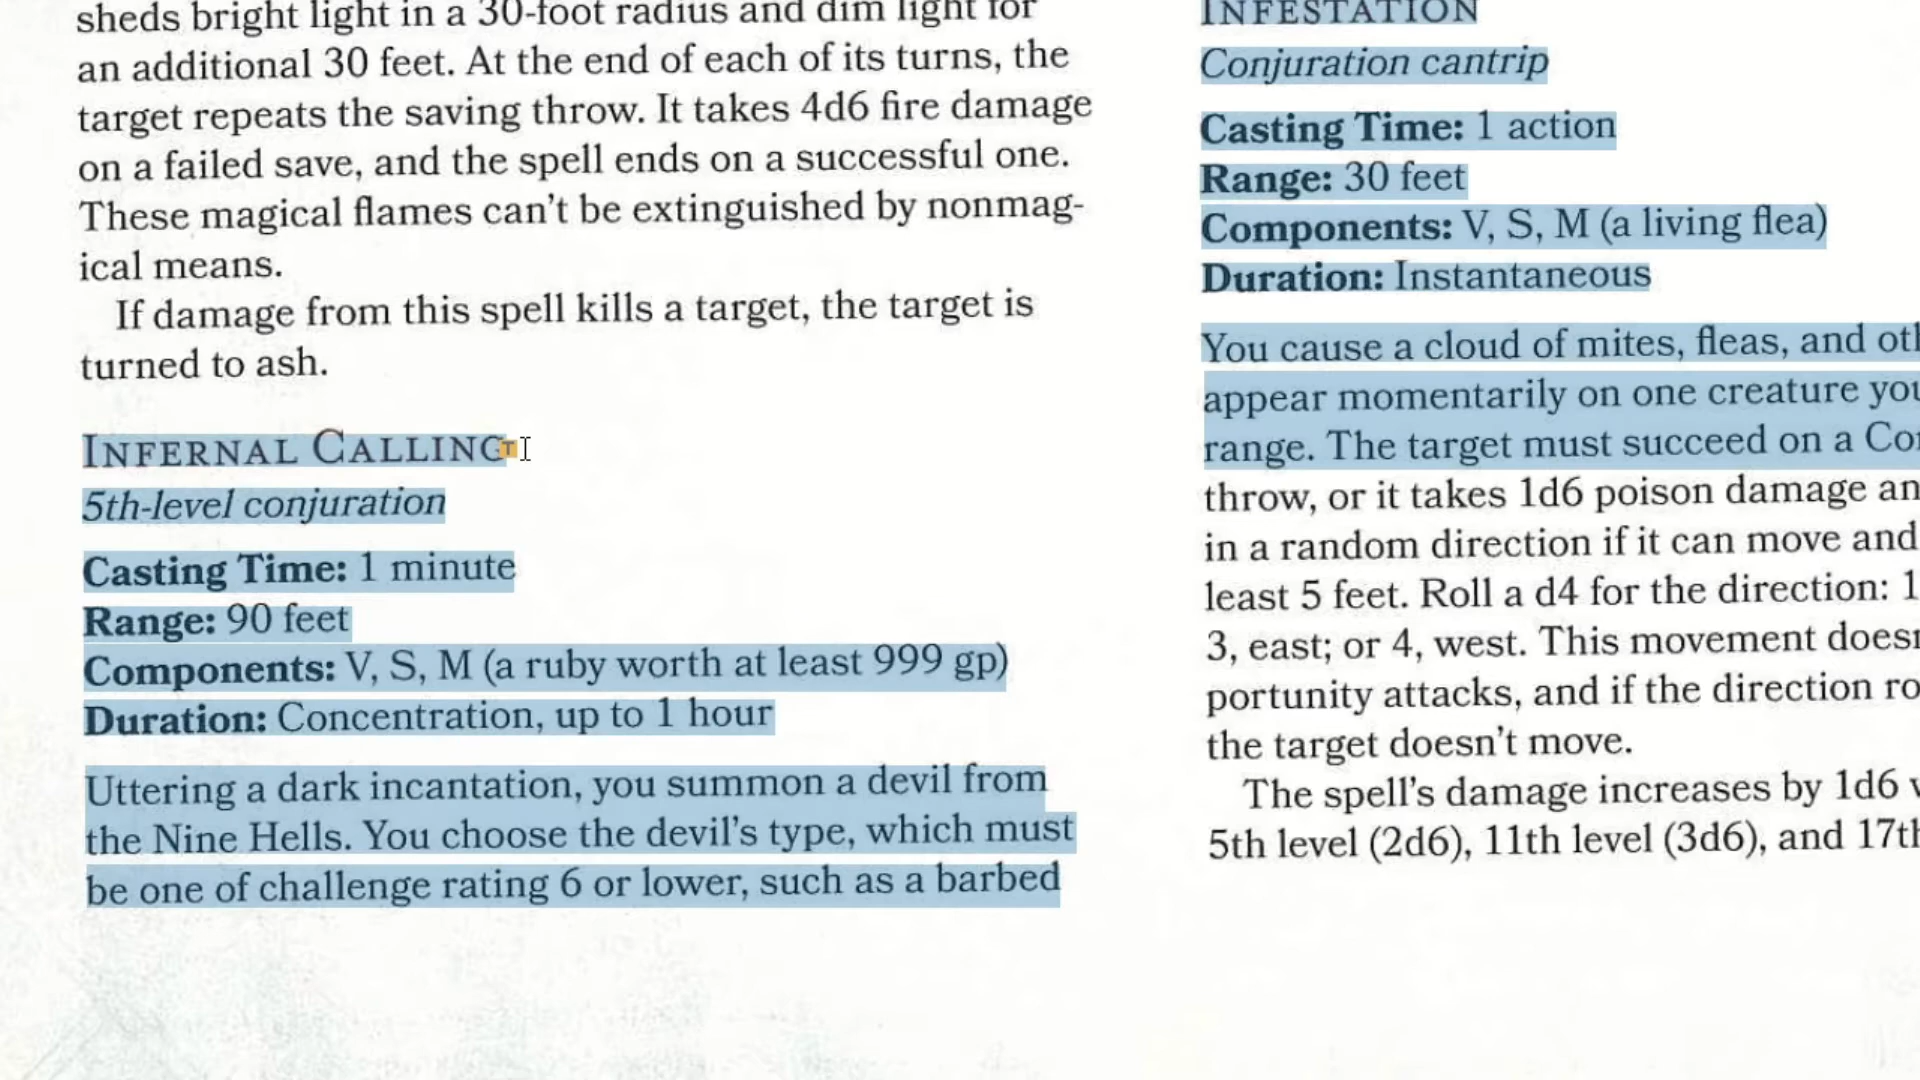 sheds bright light in a 30-foot radius and dim light for
an additional 30 feet. At the end of each of its turns, the
target repeats the saving throw. It takes 4d6 fire damage
on a failed save, and the spell ends on a successful one.
These magical flames can't be extinguished by nonmag-
ical means.
If damage from this spell kills a target, the target is
turned to ash.
INFERNAL CALLING
5th-level conjuration
Casting Time: 1 minute
Range: 90 feet
Components: V, S, M (a ruby worth at least 999 gp)
Duration: Concentration, up to 1 hour
Uttering a dark incantation, you summon a devil from
the Nine Hells. You choose the devil's type, which must
be one of challenge rating 6 or lower, such as a barbed
INFESTATION
Conjuration cantrip
Casting Time: 1 action
Range: 30 feet
Components: V, S, M (a living flea)
Duration: Instantaneous
You cause a cloud of mites, fleas, and
appear momentarily on one creature
range. The target must succeed on a
throw, or it takes 1d6 poison damage
in a random direction if it can move and
least 5 feet. Roll a d4 for the direction: 1
3, east; or 4, west. This movement
portunity attacks, and if the direction
the target doesn't move.
The spell's damage increases by 1d6
5th level (2d6), 11th level (3d6), and